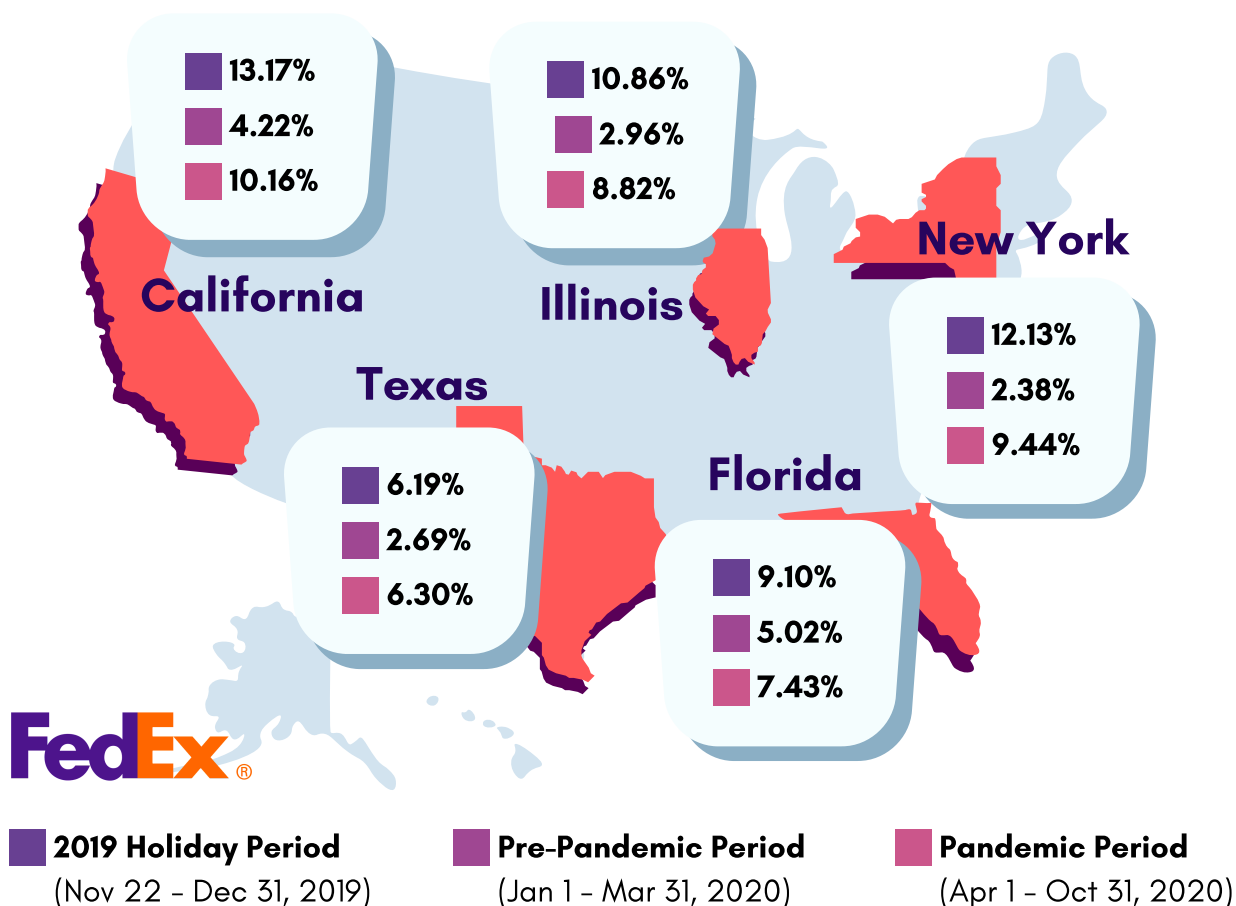 13.17%
4.22%
10.16%
California
10.86%
2.96%
8.82%
Illinois
New York
12.13%
2.38%
9.44%
Texas
6.19%
2.69%
6.30%
Florida
9.10%
5.02%
7.43%
FedEx®
2019 Holiday Period
(Nov 22 - Dec 31, 2019)
Pre-Pandemic Period
(Jan 1 - Mar 31, 2020)
Pandemic Period
(Apr 1 - Oct 31, 2020)